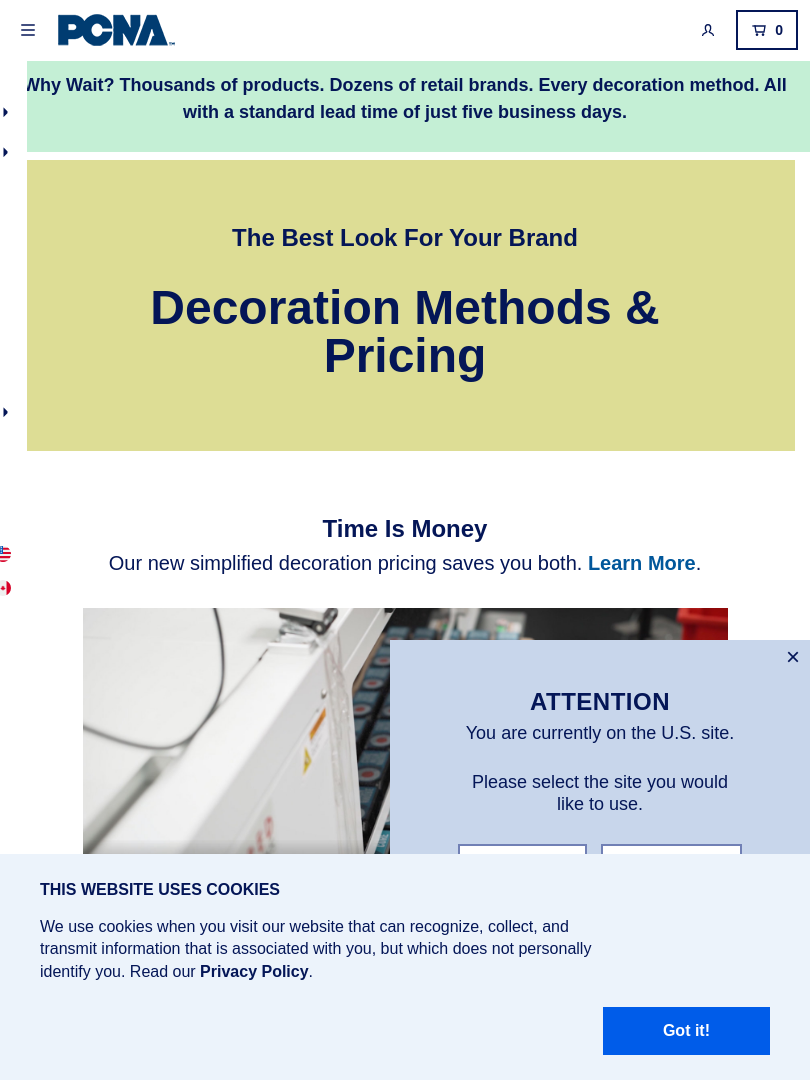 PCNA™
0
Why Wait? Thousands of products. Dozens of retail brands. Every decoration method. All
with a standard lead time of just five business days.
The Best Look For Your Brand
Decoration Methods &
Pricing
Time Is Money
Our new simplified decoration pricing saves you both. Learn More.
ATTENTION
You are currently on the U.S. site.
Please select the site you would
like to use.
THIS WEBSITE USES COOKIES
We use cookies when you visit our website that can recognize, collect, and
transmit information that is associated with you, but which does not personally
identify you. Read our Privacy Policy.
Got it!